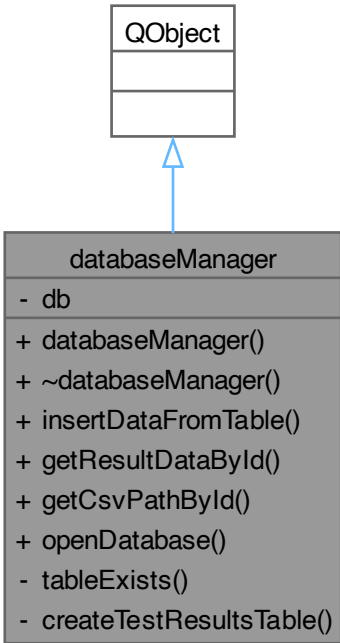 QObject
databaseManager
- db
+ databaseManager()
+ ~databaseManager()
+ insertDataFromTable()
+ getResultDataById()
+ getCsvPathById()
+ openDatabase()
- tableExists()
- createTestResultsTable()